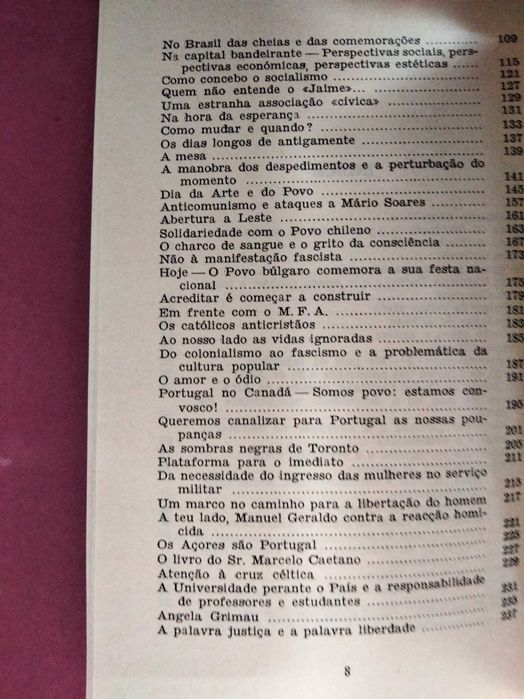 No Brasil das cheias e das comemorações ............ 109
Na capital bandeirante — Perspectivas sociais, pers-
pectivas económicas, perspectivas estéticas ...... 115
Como concebo o socialismo ................................. 121
Quem não entende o «Jaime»... ........................... 127
Uma estranha associação «cívica» ..................... 129
Na hora da esperança ....................................... 131
Como mudar e quando? ..................................... 133
Os dias longos de antigamente ........................... 137
A mesa ............................................................ 139
A manobra dos despedimentos e a perturbação do
momento ...................................................... 141
Dia da Arte e do Povo ....................................... 145
Anticomunismo e ataques a Mário Soares ............ 157
Abertura a Leste ............................................... 161
Solidariedade com o Povo chileno ........................ 163
O charco de sangue e o grito da consciência ......... 167
Não à manifestação fascista ................................ 173
Hoje — O Povo búlgaro comemora a sua festa na-
cional ........................................................... 175
Acreditar é começar a construir ........................... 179
Em frente com o M. F. A. ................................... 181
Os católicos anticristãos ..................................... 183
Ao nosso lado as vidas ignoradas ........................ 185
Do colonialismo ao fascismo e a problemática da
cultura popular ............................................... 187
O amor e o ódio ................................................ 191
Portugal no Canadá — Somos povo: estamos con-
vosco! ........................................................... 195
Queremos canalizar para Portugal as nossas pou-
panças .......................................................... 201
As sombras negras de Toronto ............................. 205
Plataforma para o imediato ................................. 211
Da necessidade do ingresso das mulheres no serviço
militar .......................................................... 215
Um marco no caminho para a libertação do homem 217
A teu lado, Manuel Geraldo contra a reacção homi-
cida .............................................................. 221
Os Açores são Portugal ...................................... 225
O livro do Sr. Marcelo Caetano ........................... 227
Atenção à cruz céltica ........................................ 229
A Universidade perante o País e a responsabilidade
de professores e estudantes .............................. 231
Angela Grimau .................................................. 235
A palavra justiça e a palavra liberdade ............... 237
8